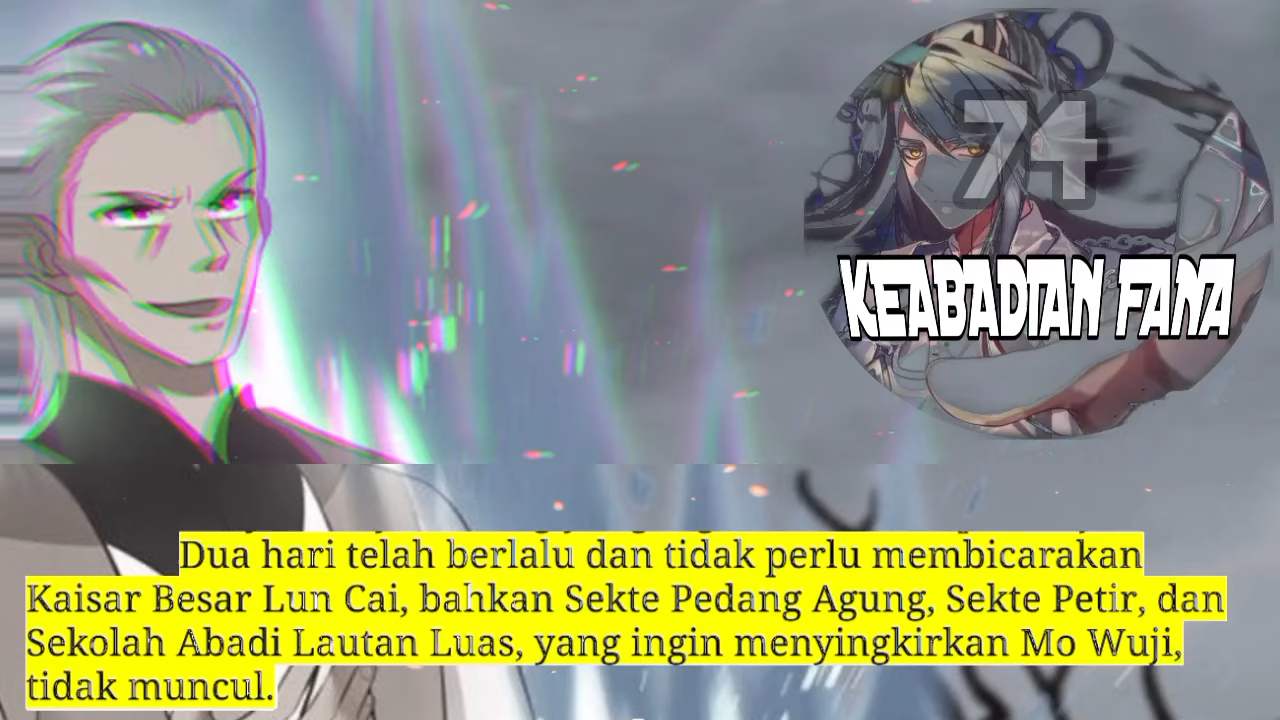 74
KEABADIAN FANA
Dua hari telah berlalu dan tidak perlu membicarakan
Kaisar Besar Lun Cai, bahkan Sekte Pedang Agung, Sekte Petir, dan
Sekolah Abadi Lautan Luas, yang ingin menyingkirkan Mo Wuji,
tidak muncul.